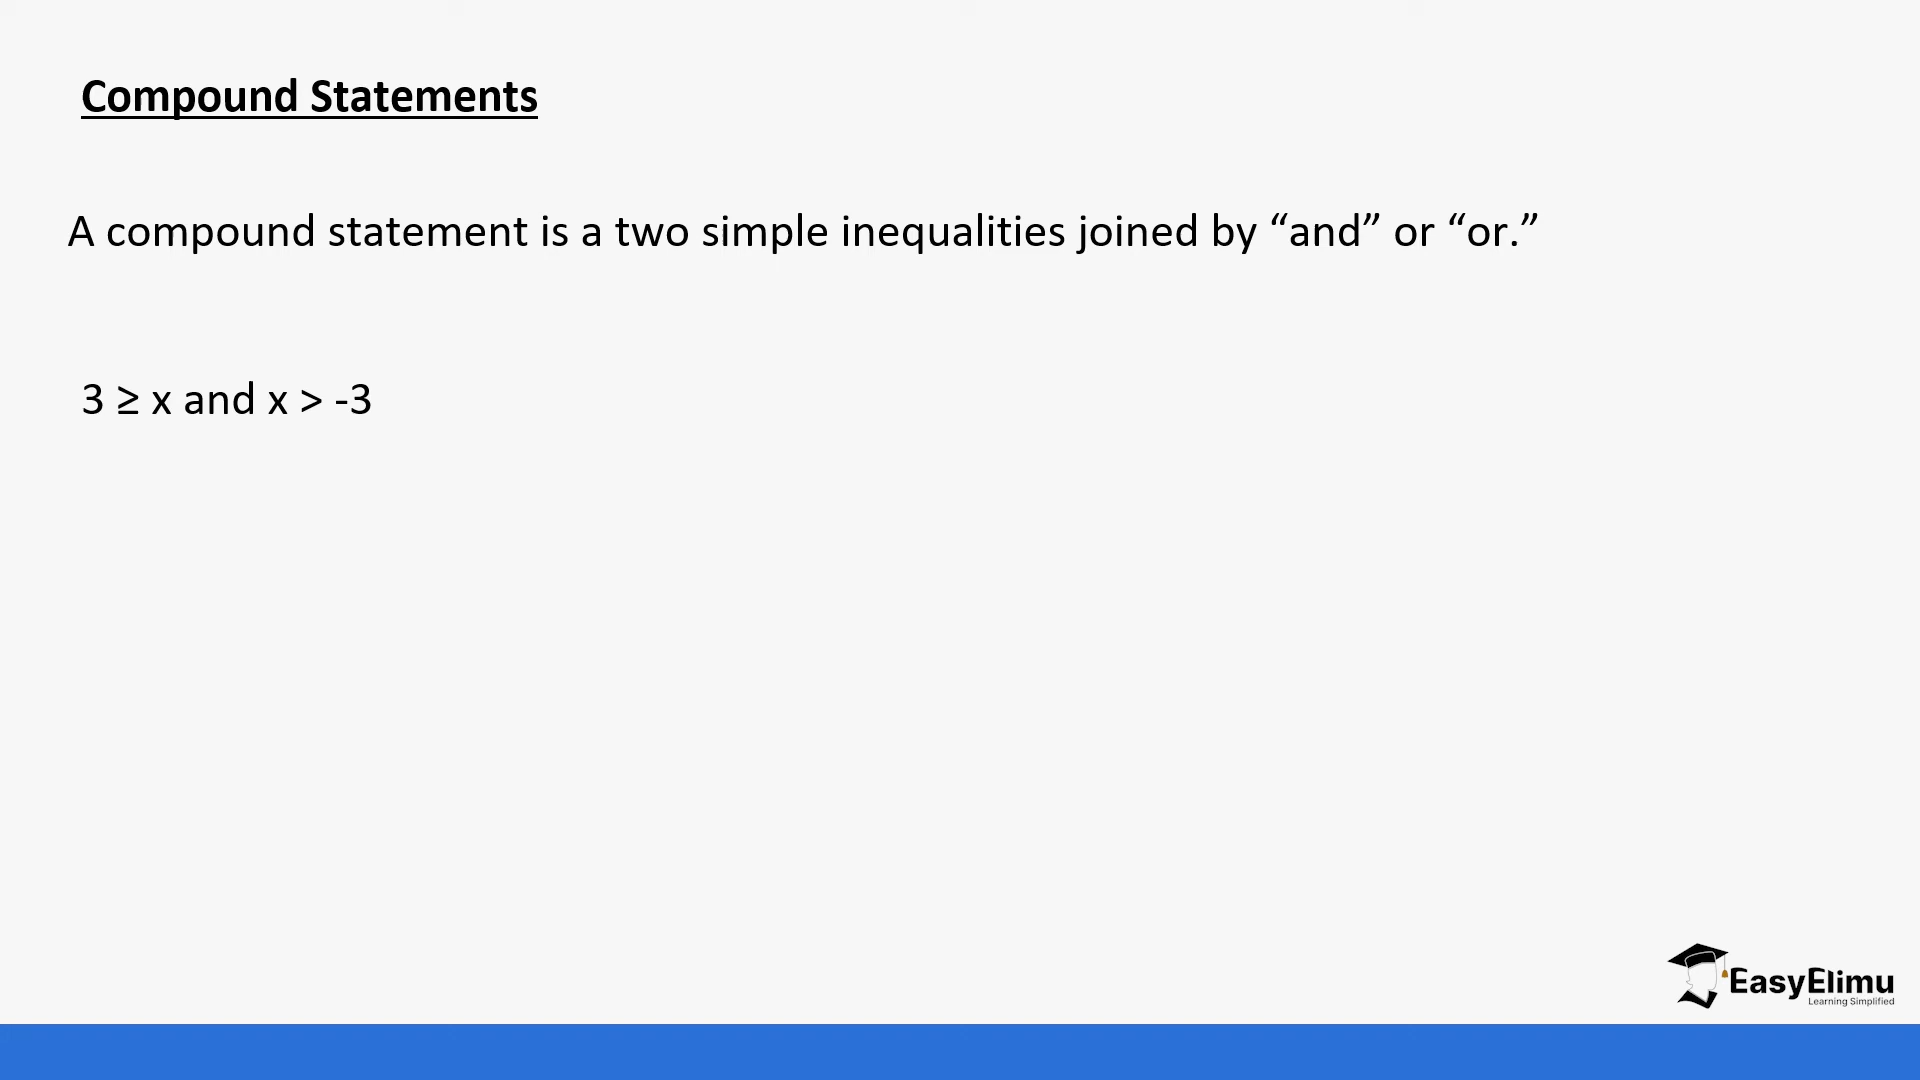 Compound Statements
A compound statement is a two simple inequalities joined by “and” or “or.”
3 ≥ x and x > -3
EasyElimu
Learning Simplified